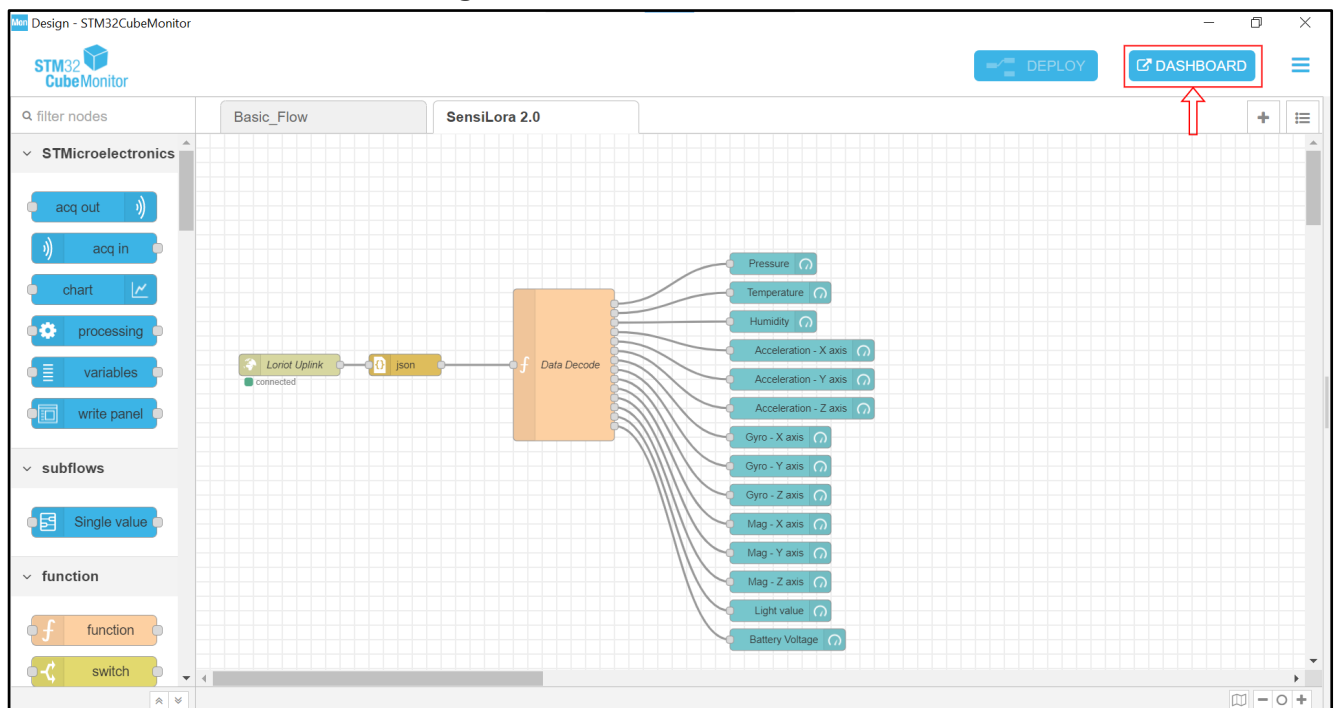 Mon Design - STM32CubeMonitor
STM32
CubeMonitor
DEPLOY
DASHBOARD
filter nodes
Basic_Flow
SensiLora 2.0
STMicroelectronics
acq out
acq in
chart
processing
variables
write panel
subflows
Single value
function
function
switch
Loriot Uplink
connected
json
Data Decode
Pressure
Temperature
Humidity
Acceleration - X axis
Acceleration - Y axis
Acceleration - Z axis
Gyro - X axis
Gyro - Y axis
Gyro - Z axis
Mag - X axis
Mag - Y axis
Mag - Z axis
Light value
Battery Voltage